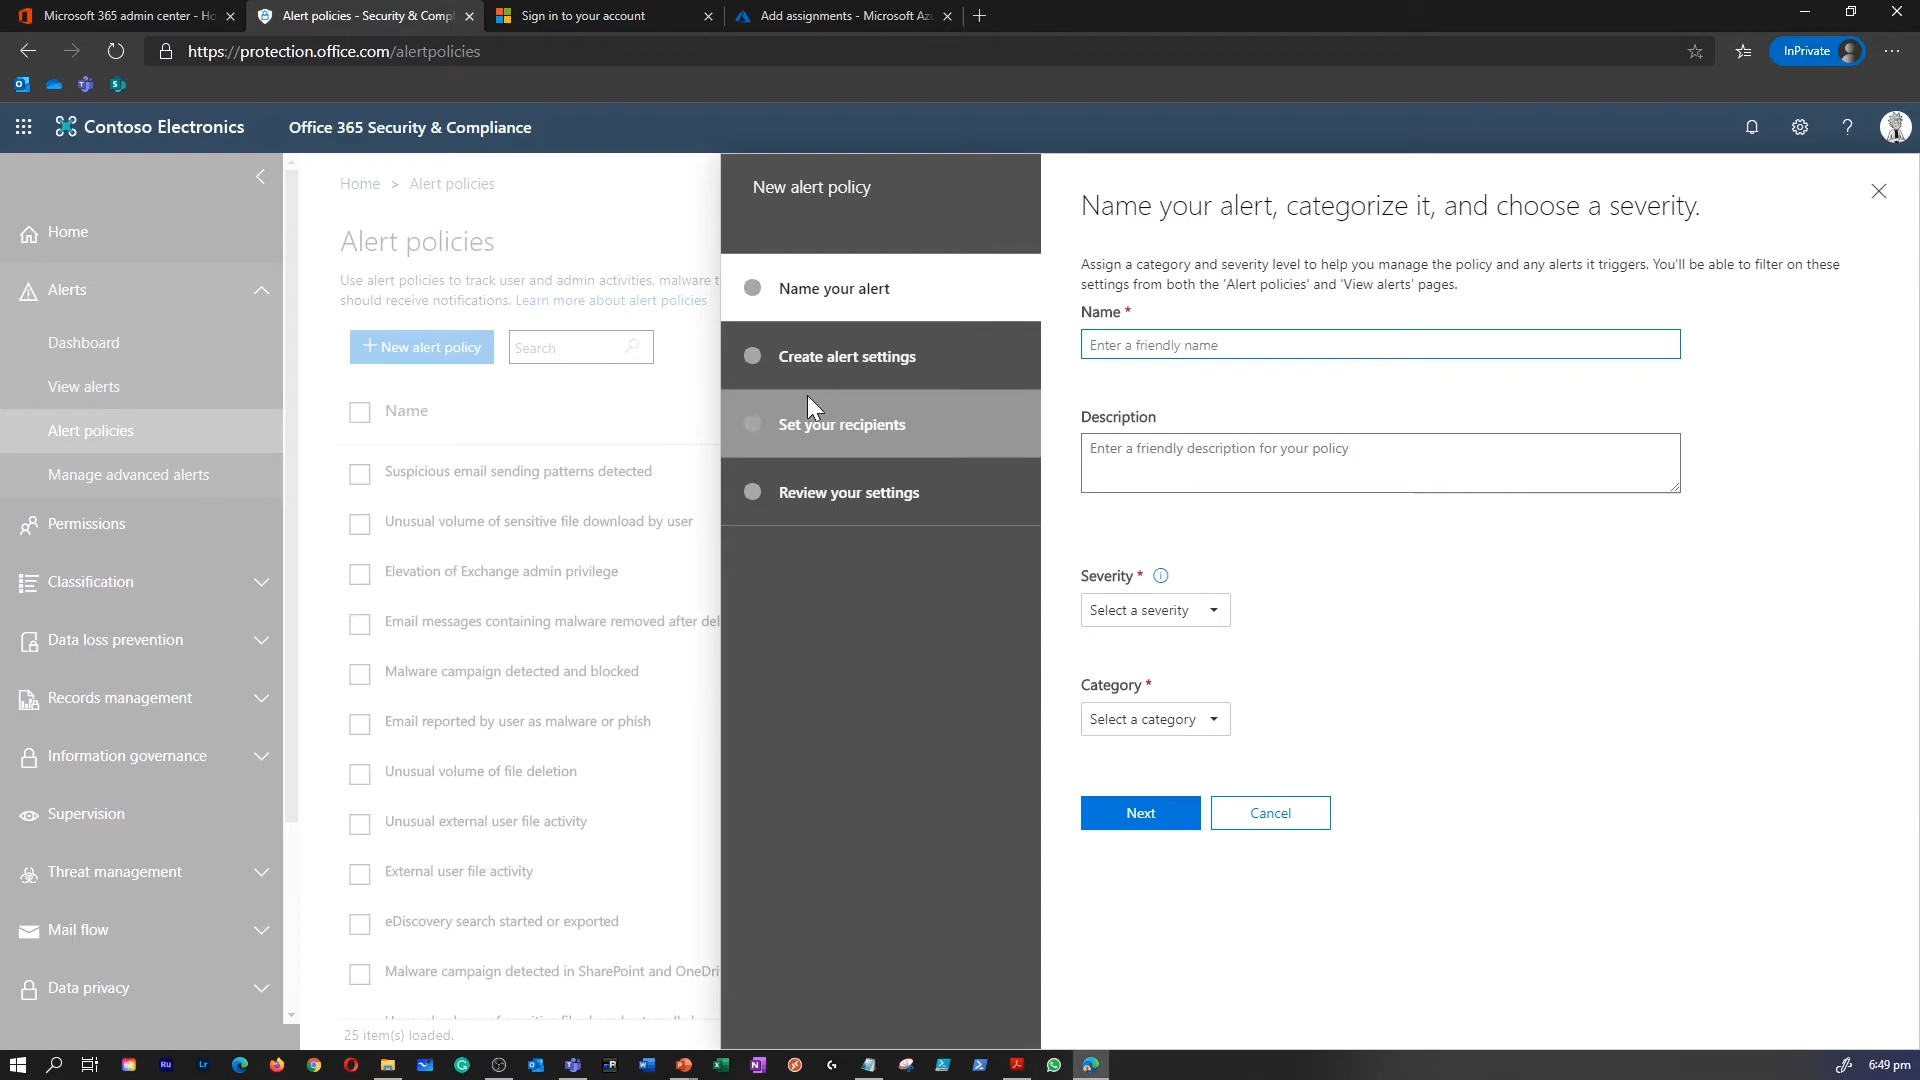 Microsoft 365 admin center - Ho
Alert policies - Security & Compl
Sign in to your account
Add assignments - Microsoft Az
https://protection.office.com/alertpolicies
InPrivate
Contoso Electronics
Office 365 Security & Compliance
Home
Alerts
Dashboard
View alerts
Alert policies
Manage advanced alerts
Permissions
Classification
Data loss prevention
Records management
Information governance
Supervision
Threat management
Mail flow
Data privacy
Home > Alert policies
Alert policies
Use alert policies to track user and admin activities, malware t
should receive notifications. Learn more about alert policies
+ New alert policy
Search
Name
Suspicious email sending patterns detected
Unusual volume of sensitive file download by user
Elevation of Exchange admin privilege
Email messages containing malware removed after del
Malware campaign detected and blocked
Email reported by user as malware or phish
Unusual volume of file deletion
Unusual external user file activity
External user file activity
eDiscovery search started or exported
Malware campaign detected in SharePoint and OneDri
25 item(s) loaded.
New alert policy
Name your alert
Create alert settings
Set your recipients
Review your settings
Name your alert, categorize it, and choose a severity.
Assign a category and severity level to help you manage the policy and any alerts it triggers. You'll be able to filter on these
settings from both the 'Alert policies' and 'View alerts' pages.
Name *
Enter a friendly name
Description
Enter a friendly description for your policy
Severity *
Select a severity
Category *
Select a category
Next
Cancel
6:49 pm